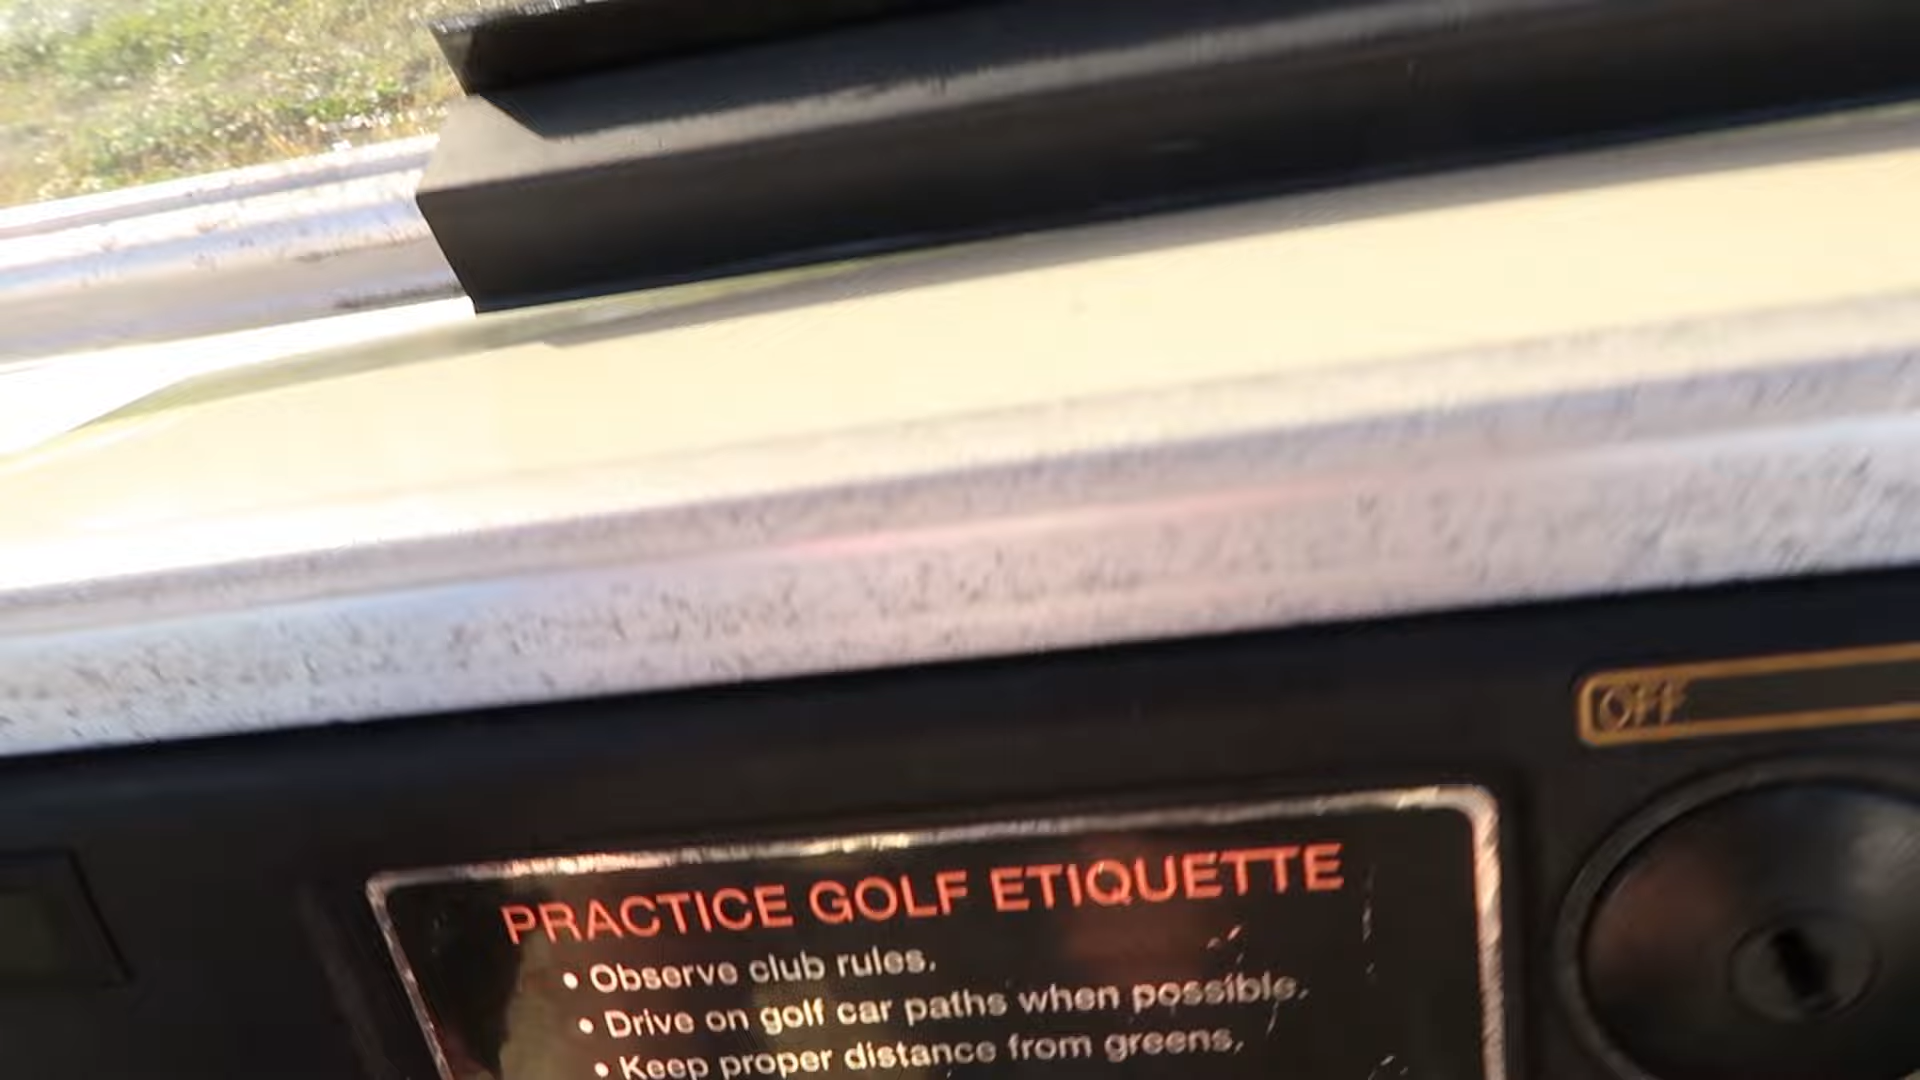 OFF
PRACTICE GOLF ETIQUETTE
• Observe club rules.
• Drive on golf car paths when possible.
• Keep proper distance from greens.